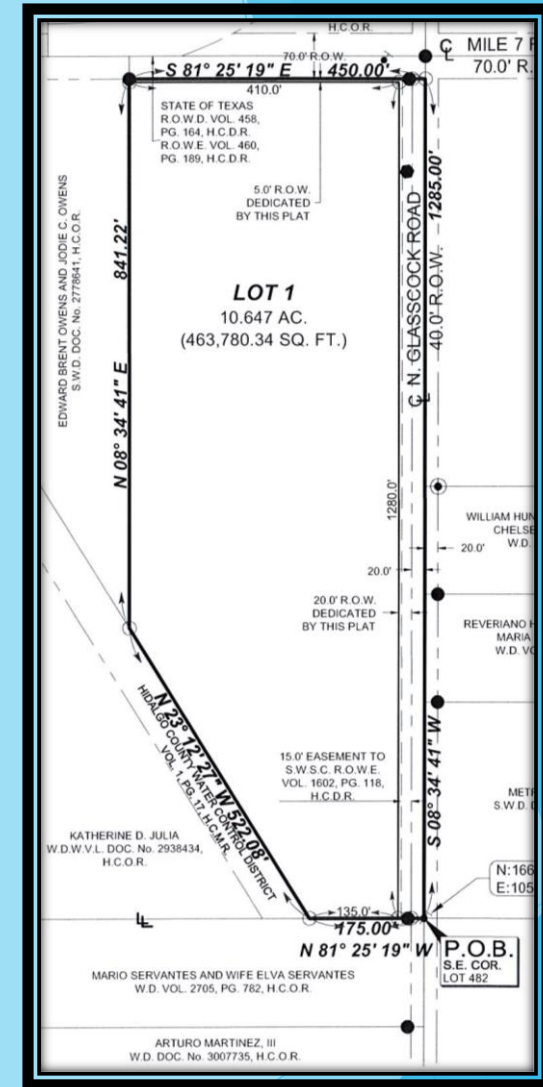 H.C.O.R.
70.0' R.O.W.
℄ MILE 7
70.0' R.
S 81° 25' 19" E 450.00'
410.0'
STATE OF TEXAS
R.O.W.D. VOL. 458,
PG. 164, H.C.D.R.
R.O.W.E. VOL. 460,
PG. 189, H.C.D.R.
5.0' R.O.W.
DEDICATED
BY THIS PLAT
EDWARD BRENT OWENS AND JODIE C. OWENS
S.W.D. DOC. No. 2778641, H.C.O.R.
N 08° 34' 41" E 841.22'
LOT 1
10.647 AC.
(463,780.34 SQ. FT.)
℄ N. GLASSCOCK ROAD
40.0' R.O.W.
1285.00'
S 08° 34' 41" W
1280.0'
WILLIAM HUN
CHELSE
W.D.
20.0'
20.0'
20.0' R.O.W.
DEDICATED
BY THIS PLAT
REVERIANO H
MARIA
W.D. VO
N 23° 12' 27" W 522.08'
HIDALGO COUNTY WATER CONTROL DISTRICT
VOL. 1, PG. 17, H.C.M.R.
15.0' EASEMENT TO
S.W.S.C. R.O.W.E.
VOL. 1602, PG. 118,
H.C.D.R.
S.W.D.
KATHERINE D. JULIA
W.D.W.V.L. DOC. No. 2938434,
H.C.O.R.
N:166
E:105
135.0'
175.00'
N 81° 25' 19" W
P.O.B.
S.E. COR.
LOT 482
MARIO SERVANTES AND WIFE ELVA SERVANTES
W.D. VOL. 2705, PG. 782, H.C.O.R.
ARTURO MARTINEZ, III
W.D. DOC. No. 3007735, H.C.O.R.